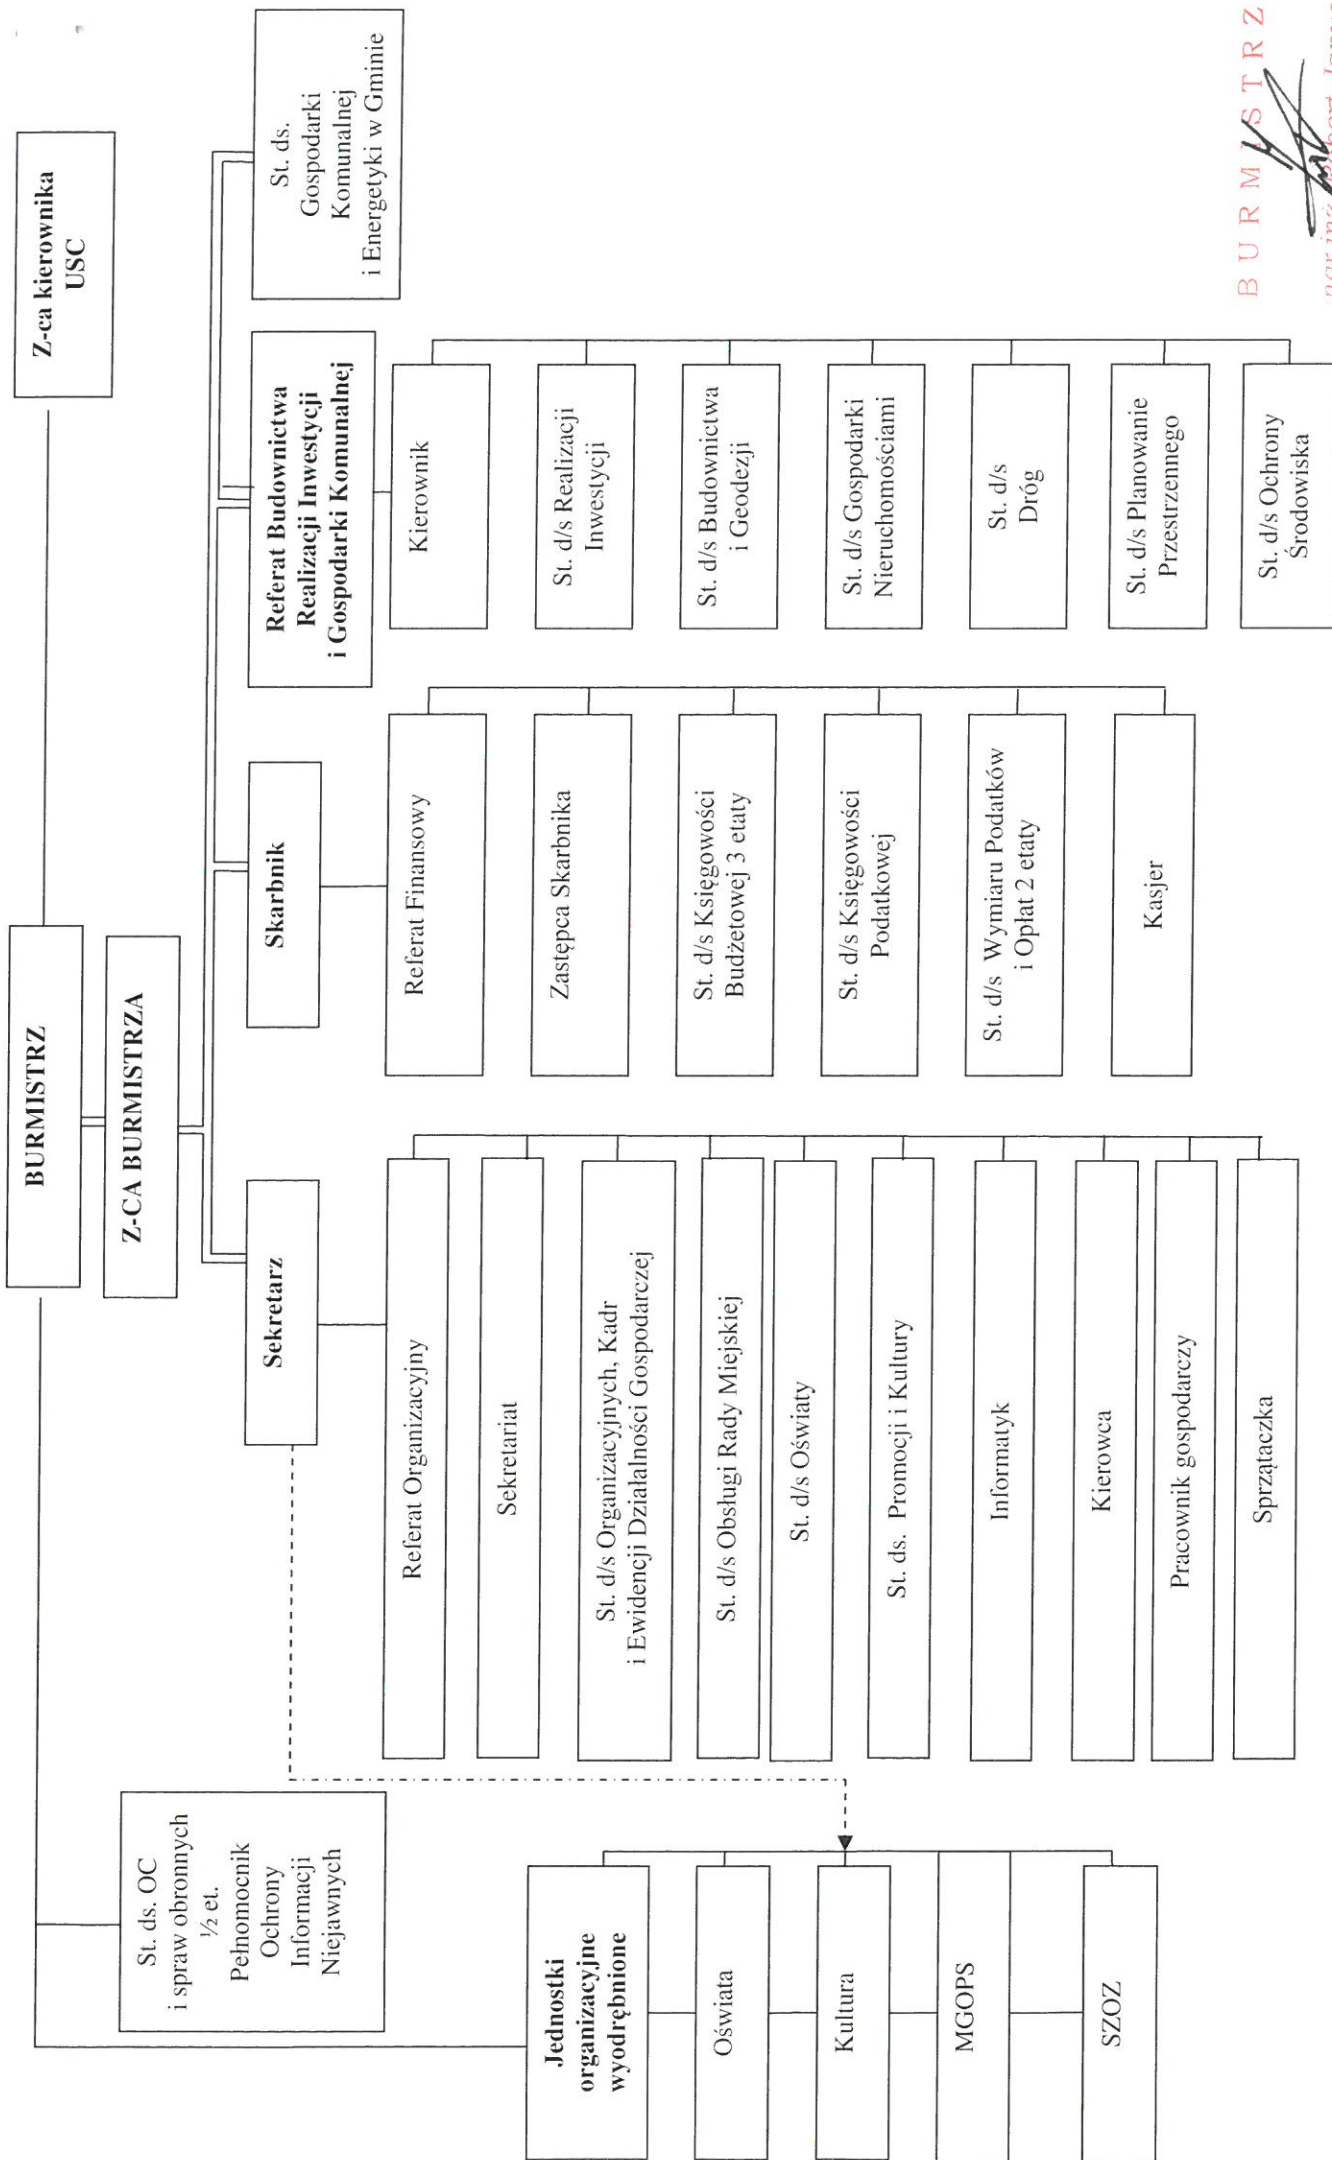 BURMISTRZ
Z-CA BURMISTRZA
Z-ca kierownika
USC
St. ds. OC
i spraw obronnych
½ et.
Pełnomocnik
Ochrony
Informacji
Niejawnych
Jednostki
organizacyjne
wyodrębnione
Oświata
Kultura
MGOPS
SZOZ
Sekretarz
Referat Organizacyjny
Sekretariat
St. d/s Organizacyjnych, Kadr
i Ewidencji Działalności Gospodarczej
St. d/s Obsługi Rady Miejskiej
St. d/s Oświaty
St. ds. Promocji i Kultury
Informatyk
Kierowca
Pracownik gospodarczy
Sprzątaczka
Skarbnik
Referat Finansowy
Zastępca Skarbnika
St. d/s Księgowości
Budżetowej 3 etaty
St. d/s Księgowości
Podatkowej
St. d/s Wymiaru Podatków
i Opłat 2 etaty
Kasjer
Referat Budownictwa
Realizacji Inwestycji
i Gospodarki Komunalnej
Kierownik
St. d/s Realizacji
Inwestycji
St. d/s Budownictwa
i Geodezji
St. d/s Gospodarki
Nieruchomościami
St. d/s
Dróg
St. d/s Planowanie
Przestrzennego
St. d/s Ochrony
Środowiska
St. ds.
Gospodarki
Komunalnej
i Energetyki w Gminie
BURMISTRZ